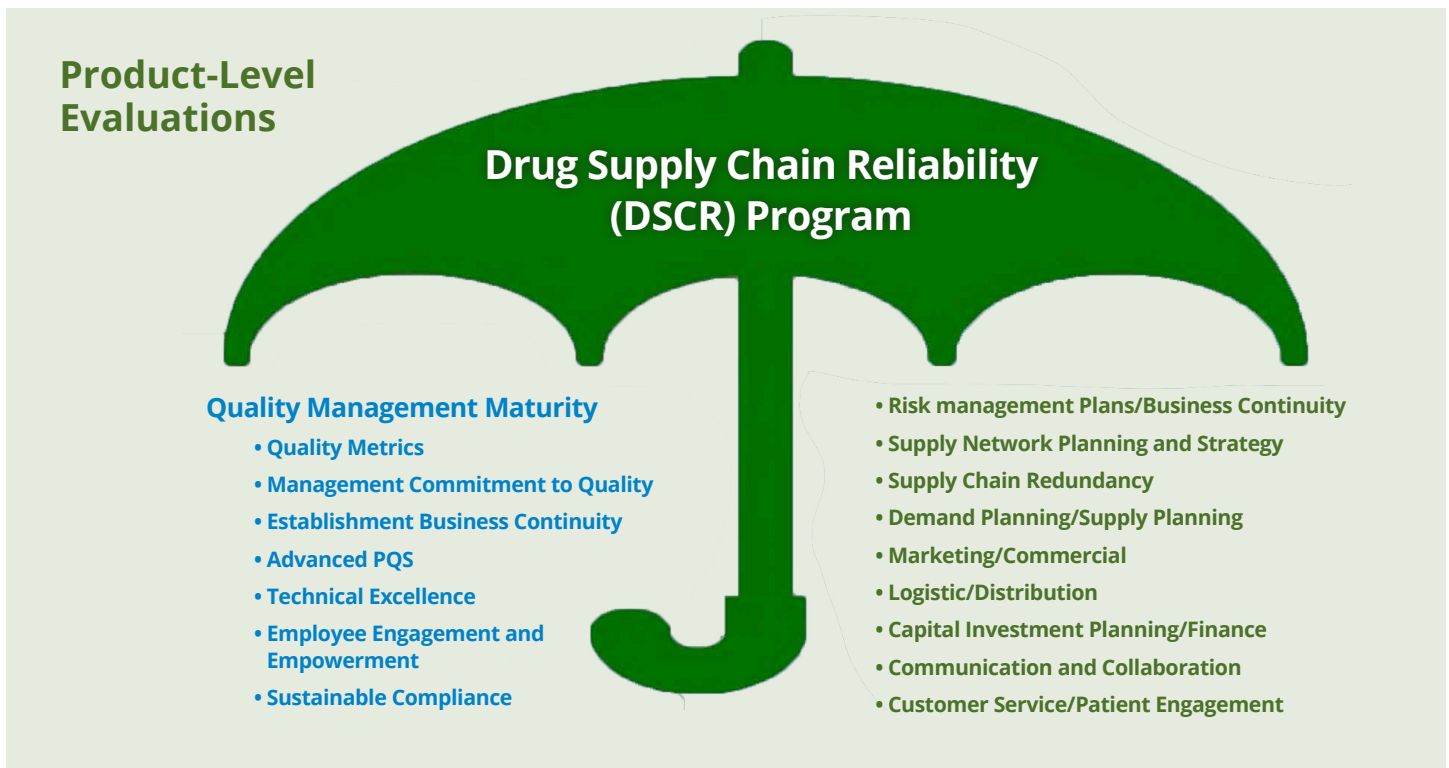 Product-Level
Evaluations
Drug Supply Chain Reliability
(DSCR) Program
Quality Management Maturity
• Quality Metrics
• Management Commitment to Quality
• Establishment Business Continuity
• Advanced PQS
• Technical Excellence
• Employee Engagement and
Empowerment
• Sustainable Compliance
• Risk management Plans/Business Continuity
• Supply Network Planning and Strategy
• Supply Chain Redundancy
• Demand Planning/Supply Planning
• Marketing/Commercial
• Logistic/Distribution
• Capital Investment Planning/Finance
• Communication and Collaboration
• Customer Service/Patient Engagement